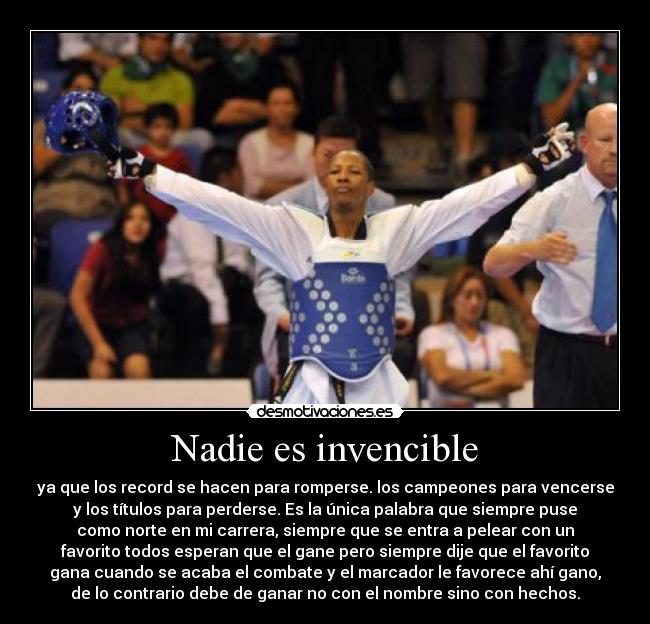 Daedo
3
desmotivaciones.es
Nadie es invencible
ya que los record se hacen para romperse. los campeones para vencerse
y los títulos para perderse. Es la única palabra que siempre puse
como norte en mi carrera, siempre que se entra a pelear con un
favorito todos esperan que el gane pero siempre dije que el favorito
gana cuando se acaba el combate y el marcador le favorece ahí gano,
de lo contrario debe de ganar no con el nombre sino con hechos.